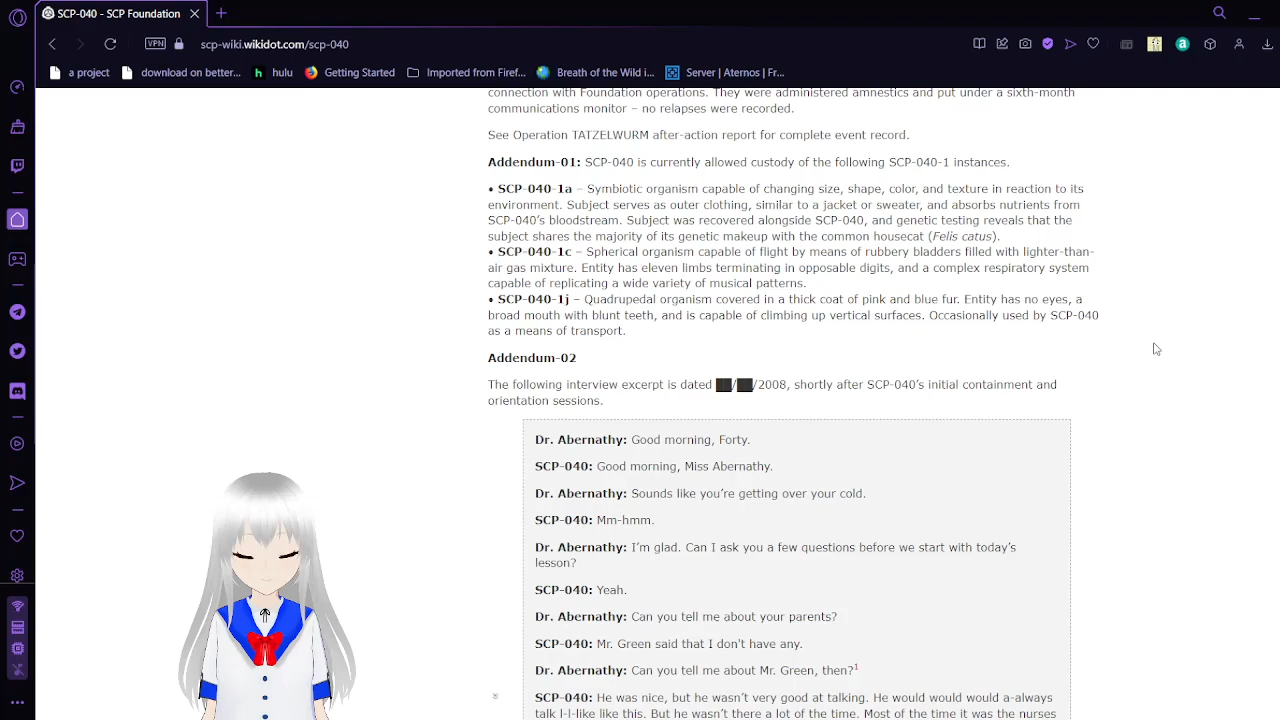 SCP-040 - SCP Foundation
VPN
scp-wiki.wikidot.com/scp-040
a project
download on better...
h hulu
Getting Started
Imported from Firef...
Breath of the Wild i...
Server | Aternos | Fr...
connection with Foundation operations. They were administered amnestics and put under a sixth-month
communications monitor – no relapses were recorded.
See Operation TATZELWURM after-action report for complete event record.
Addendum-01: SCP-040 is currently allowed custody of the following SCP-040-1 instances.
• SCP-040-1a – Symbiotic organism capable of changing size, shape, color, and texture in reaction to its
environment. Subject serves as outer clothing, similar to a jacket or sweater, and absorbs nutrients from
SCP-040's bloodstream. Subject was recovered alongside SCP-040, and genetic testing reveals that the
subject shares the majority of its genetic makeup with the common housecat (Felis catus).
• SCP-040-1c – Spherical organism capable of flight by means of rubbery bladders filled with lighter-than-
air gas mixture. Entity has eleven limbs terminating in opposable digits, and a complex respiratory system
capable of replicating a wide variety of musical patterns.
• SCP-040-1j – Quadrupedal organism covered in a thick coat of pink and blue fur. Entity has no eyes, a
broad mouth with blunt teeth, and is capable of climbing up vertical surfaces. Occasionally used by SCP-040
as a means of transport.
Addendum-02
The following interview excerpt is dated ██/██/2008, shortly after SCP-040's initial containment and
orientation sessions.
Dr. Abernathy: Good morning, Forty.
SCP-040: Good morning, Miss Abernathy.
Dr. Abernathy: Sounds like you're getting over your cold.
SCP-040: Mm-hmm.
Dr. Abernathy: I'm glad. Can I ask you a few questions before we start with today's
lesson?
SCP-040: Yeah.
Dr. Abernathy: Can you tell me about your parents?
SCP-040: Mr. Green said that I don't have any.
Dr. Abernathy: Can you tell me about Mr. Green, then?1
SCP-040: He was nice, but he wasn't very good at talking. He would would would a-always
talk l-l-like like this. But he wasn't there a lot of the time. Most of the time it was the nurses